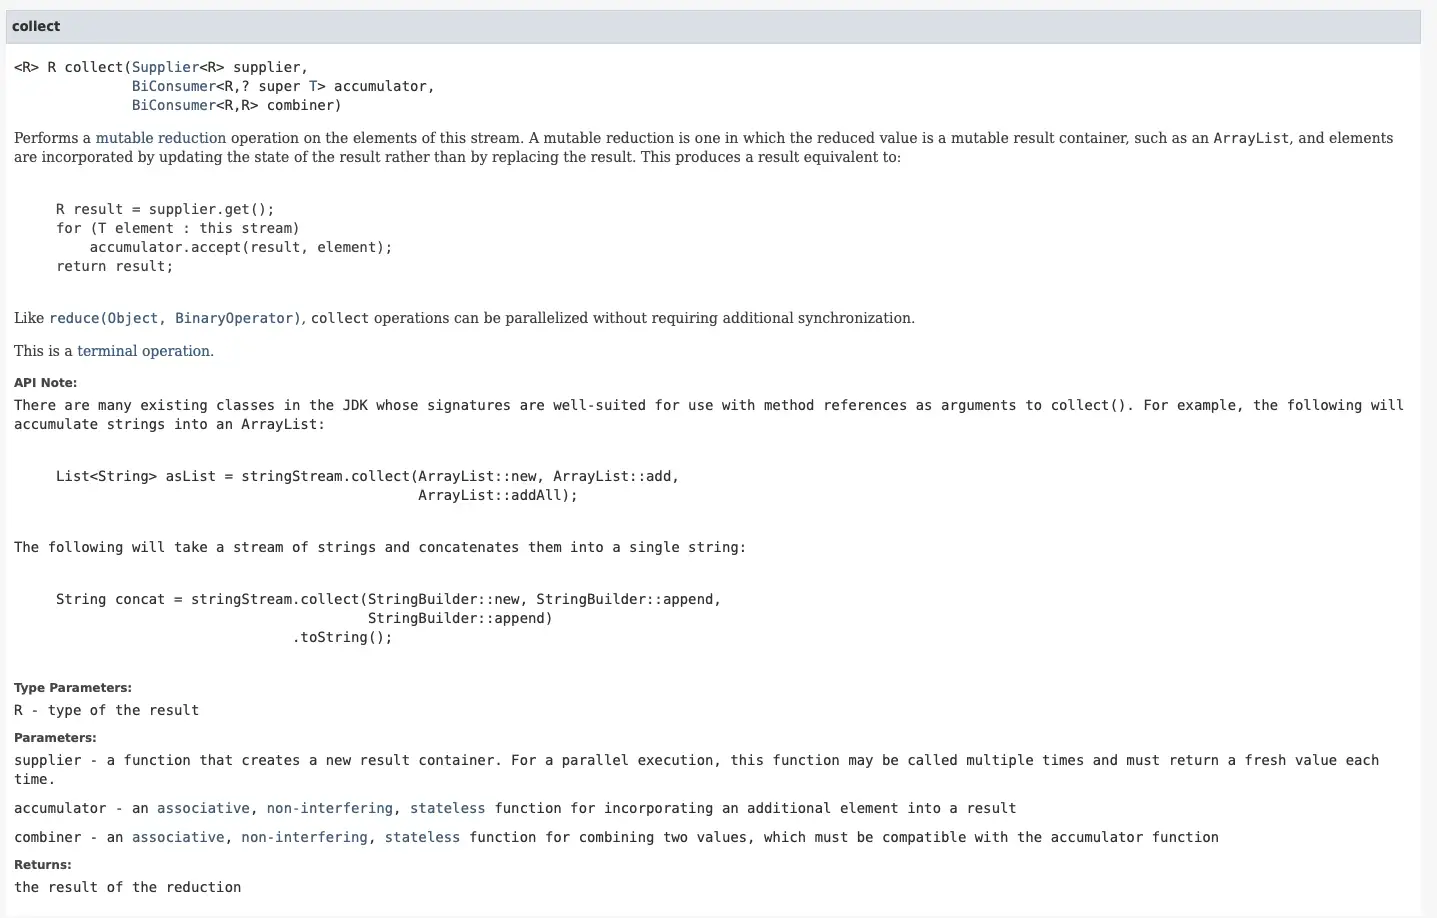 collect
<R> R collect(Supplier<R> supplier,
              BiConsumer<R,? super T> accumulator,
              BiConsumer<R,R> combiner)
Performs a mutable reduction operation on the elements of this stream. A mutable reduction is one in which the reduced value is a mutable result container, such as an ArrayList, and elements
are incorporated by updating the state of the result rather than by replacing the result. This produces a result equivalent to:
     R result = supplier.get();
     for (T element : this stream)
         accumulator.accept(result, element);
     return result;
Like reduce(Object, BinaryOperator), collect operations can be parallelized without requiring additional synchronization.
This is a terminal operation.
API Note:
There are many existing classes in the JDK whose signatures are well-suited for use with method references as arguments to collect(). For example, the following will
accumulate strings into an ArrayList:
     List<String> asList = stringStream.collect(ArrayList::new, ArrayList::add,
                                                ArrayList::addAll);
The following will take a stream of strings and concatenates them into a single string:
     String concat = stringStream.collect(StringBuilder::new, StringBuilder::append,
                                          StringBuilder::append)
                                 .toString();
Type Parameters:
R - type of the result
Parameters:
supplier - a function that creates a new result container. For a parallel execution, this function may be called multiple times and must return a fresh value each
time.
accumulator - an associative, non-interfering, stateless function for incorporating an additional element into a result
combiner - an associative, non-interfering, stateless function for combining two values, which must be compatible with the accumulator function
Returns:
the result of the reduction